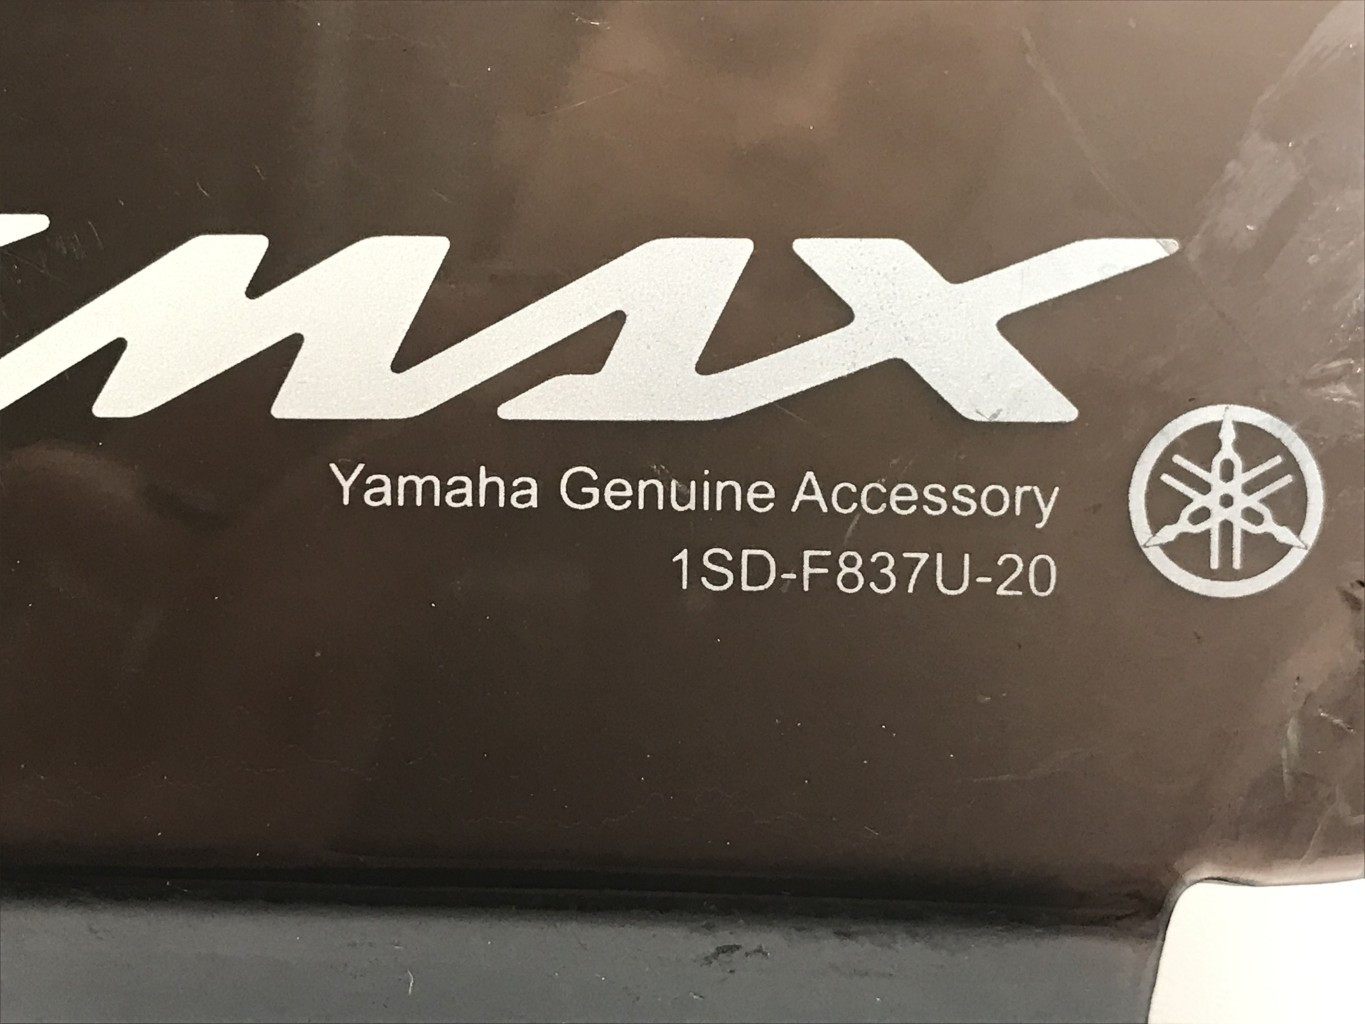 MAX
Yamaha Genuine Accessory
1SD-F837U-20